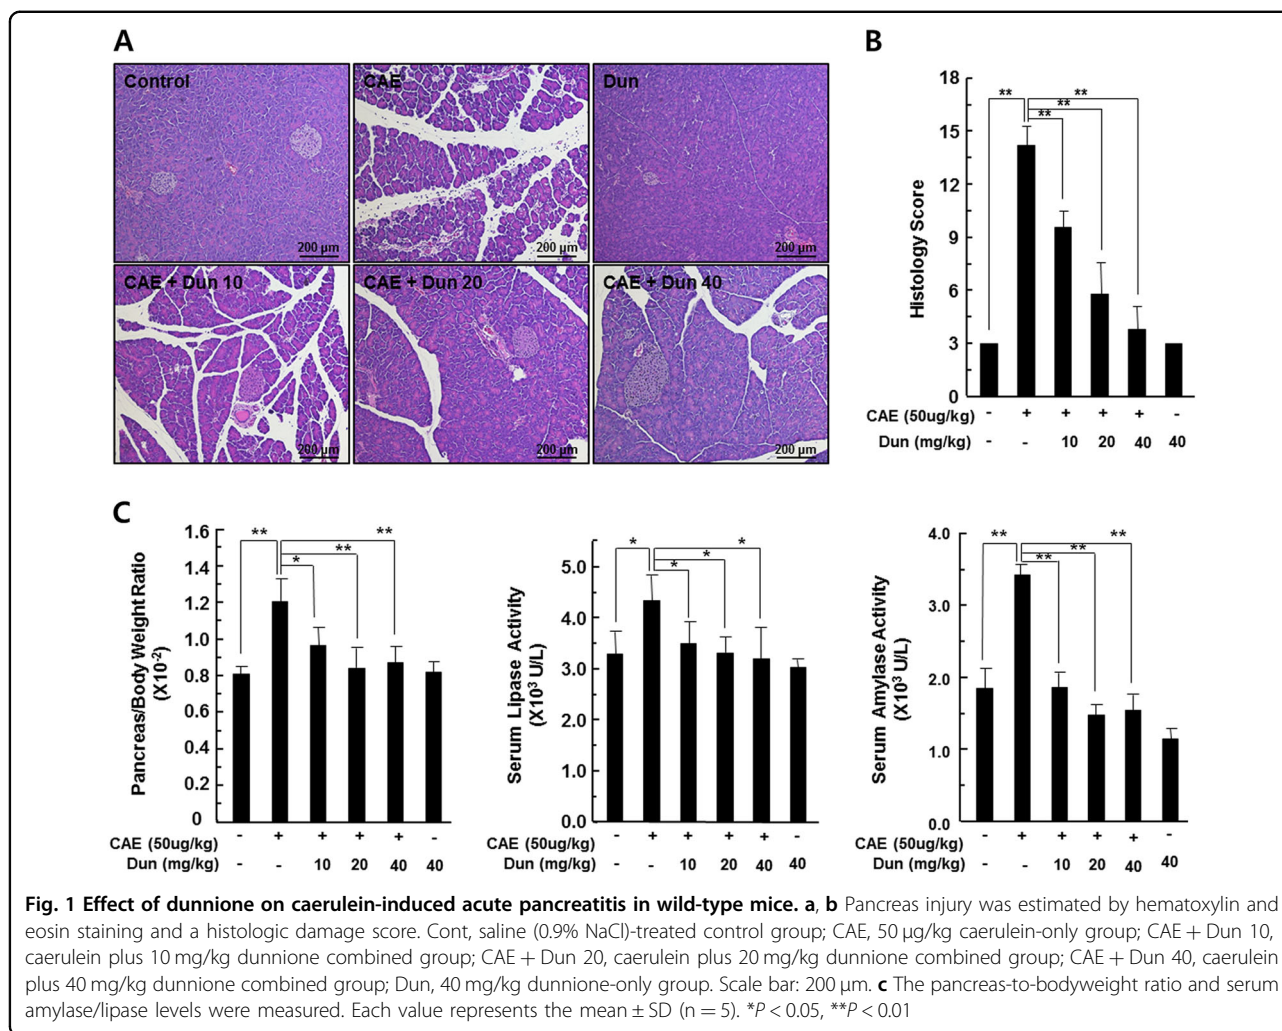 A
Control
CAE
Dun
200 µm
200 µm
200 µm
CAE + Dun 10
CAE + Dun 20
CAE + Dun 40
200 µm
200 µm
200 µm
B
Histology Score
18
15
12
9
6
3
0
**
**
**
**
CAE (50ug/kg) - + + + + -
Dun (mg/kg) - - 10 20 40 40
C
Pancreas/Body Weight Ratio
(X10⁻²)
1.6
1.4
1.2
1.0
0.8
0.6
0.4
0.2
0
**
**
**
*
CAE (50ug/kg) - + + + + -
Dun (mg/kg) - - 10 20 40 40
Serum Lipase Activity
(X10³ U/L)
5.0
4.0
3.0
2.0
1.0
0.0
*
*
*
*
CAE (50ug/kg) - + + + + -
Dun (mg/kg) - - 10 20 40 40
Serum Amylase Activity
(X10³ U/L)
4.0
3.0
2.0
1.0
0.0
**
**
**
**
CAE (50ug/kg) - + + + + -
Dun (mg/kg) - - 10 20 40 40
Fig. 1 Effect of dunnione on caerulein-induced acute pancreatitis in wild-type mice. a, b Pancreas injury was estimated by hematoxylin and
eosin staining and a histologic damage score. Cont, saline (0.9% NaCl)-treated control group; CAE, 50 µg/kg caerulein-only group; CAE + Dun 10,
caerulein plus 10 mg/kg dunnione combined group; CAE + Dun 20, caerulein plus 20 mg/kg dunnione combined group; CAE + Dun 40, caerulein
plus 40 mg/kg dunnione combined group; Dun, 40 mg/kg dunnione-only group. Scale bar: 200 µm. c The pancreas-to-bodyweight ratio and serum
amylase/lipase levels were measured. Each value represents the mean ± SD (n = 5). *P < 0.05, **P < 0.01